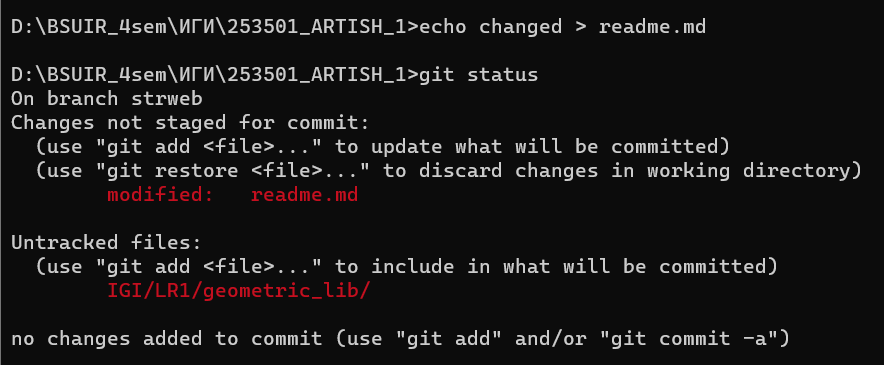 D:\BSUIR_4sem\ИГИ\253501_ARTISH_1>echo changed > readme.md
D:\BSUIR_4sem\ИГИ\253501_ARTISH_1>git status
On branch strweb
Changes not staged for commit:
  (use "git add <file>..." to update what will be committed)
  (use "git restore <file>..." to discard changes in working directory)
        modified:   readme.md
Untracked files:
  (use "git add <file>..." to include in what will be committed)
        IGI/LR1/geometric_lib/
no changes added to commit (use "git add" and/or "git commit -a")